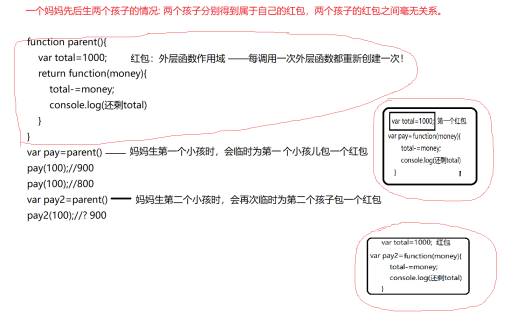 一个妈妈先后生两个孩子的情况: 两个孩子分别得到属于自己的红包，两个孩子的红包之间毫无关系。
function parent(){
var total=1000; 红包：外层函数作用域 ——每调用一次外层函数都重新创建一次！
return function(money){
total-=money;
console.log(还剩total)
}
}
var pay=parent() —— 妈妈生第一个小孩时，会临时为第一个小孩儿包一个红包
pay(100);//900
pay(100);//800
var pay2=parent() —— 妈妈生第二个小孩时，会再次临时为第二个孩子包一个红包
pay2(100);//? 900
var total=1000; 第一个红包
var pay=function(money){
total-=money;
console.log(还剩total)
}
var total=1000; 红包
var pay2=function(money){
total-=money;
console.log(还剩total)
}